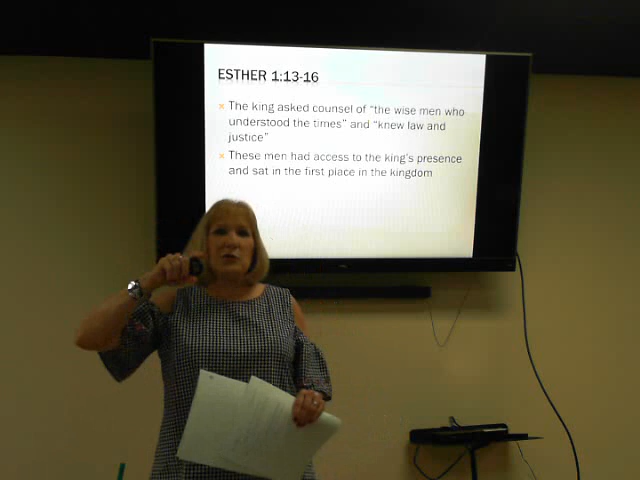 ESTHER 1:13-16
× The king asked counsel of "the wise men who
understood the times" and "knew law and
justice"
× These men had access to the king's presence
and sat in the first place in the kingdom